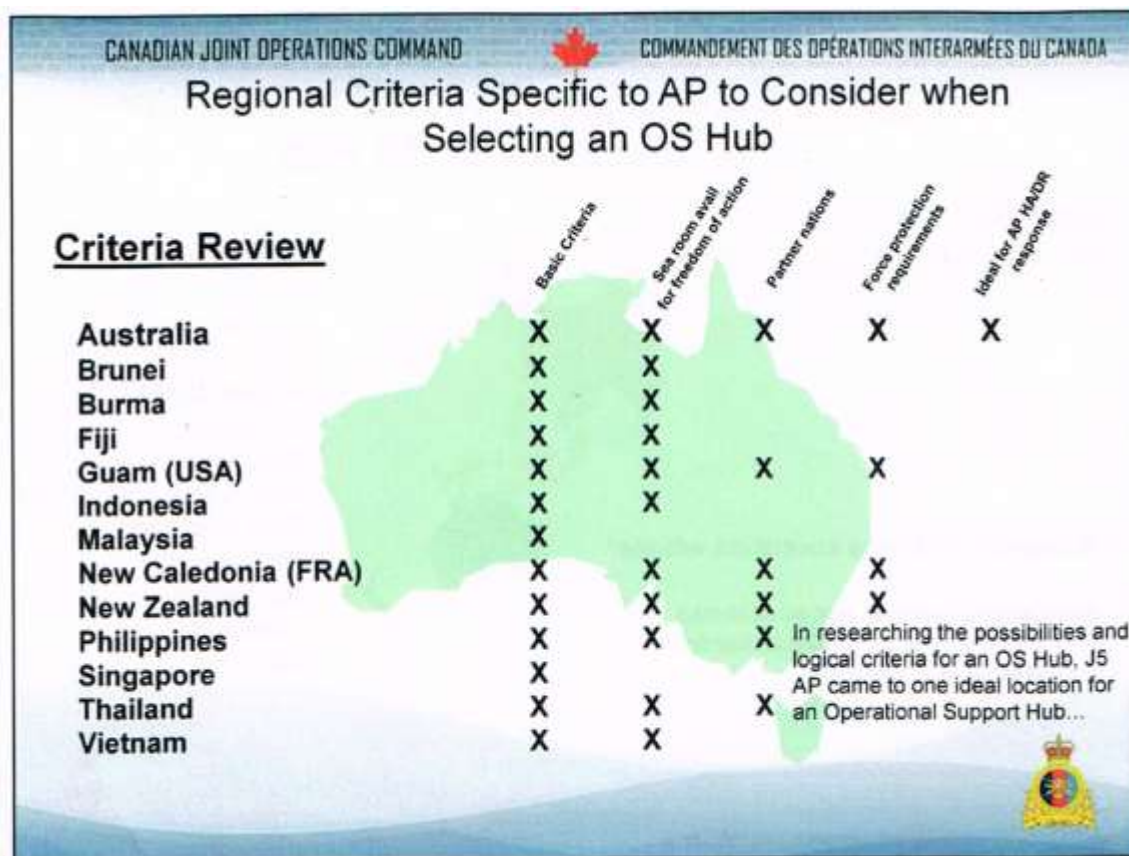 CANADIAN JOINT OPERATIONS COMMAND
COMMANDEMENT DES OPÉRATIONS INTERARMÉES DU CANADA
Regional Criteria Specific to AP to Consider when
Selecting an OS Hub
Criteria Review
Basic Criteria
Sea room avail
for freedom of action
Partner nations
Force protection
requirements
Ideal for AP HA/DR
response
Australia X X X X X
Brunei X X
Burma X X
Fiji X X
Guam (USA) X X X X
Indonesia X X
Malaysia X
New Caledonia (FRA) X X X X
New Zealand X X X X
Philippines X X X
Singapore X
Thailand X X X
Vietnam X X
In researching the possibilities and
logical criteria for an OS Hub, J5
AP came to one ideal location for
an Operational Support Hub...